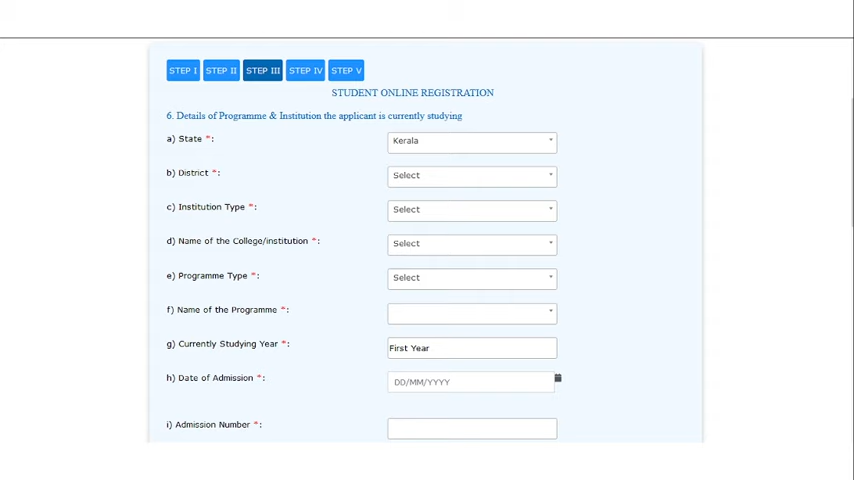 STEP I STEP II STEP III STEP IV STEP V
STUDENT ONLINE REGISTRATION
6. Details of Programme & Institution the applicant is currently studying
a) State *: Kerala
b) District *: Select
c) Institution Type *: Select
d) Name of the College/institution *: Select
e) Programme Type *: Select
f) Name of the Programme *:
g) Currently Studying Year *: First Year
h) Date of Admission *: DD/MM/YYYY
i) Admission Number *: